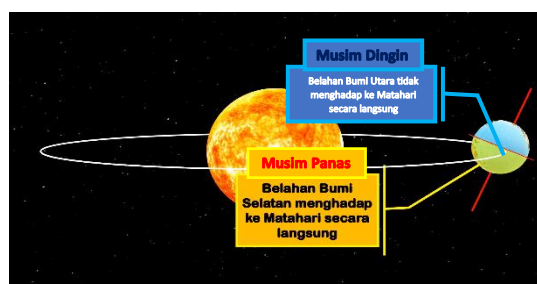 Musim Dingin
Belahan Bumi Utara tidak
menghadap ke Matahari
secara langsung
Musim Panas
Belahan Bumi
Selatan menghadap
ke Matahari secara
langsung